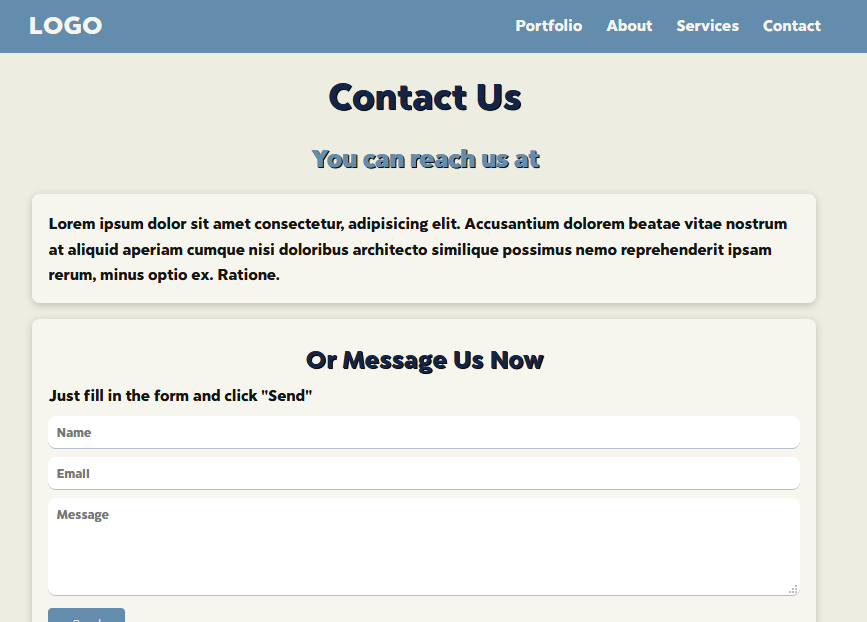 LOGO
Portfolio About Services Contact
Contact Us
You can reach us at
Lorem ipsum dolor sit amet consectetur, adipisicing elit. Accusantium dolorem beatae vitae nostrum
at aliquid aperiam cumque nisi doloribus architecto similique possimus nemo reprehenderit ipsam
rerum, minus optio ex. Ratione.
Or Message Us Now
Just fill in the form and click "Send"
Name
Email
Message